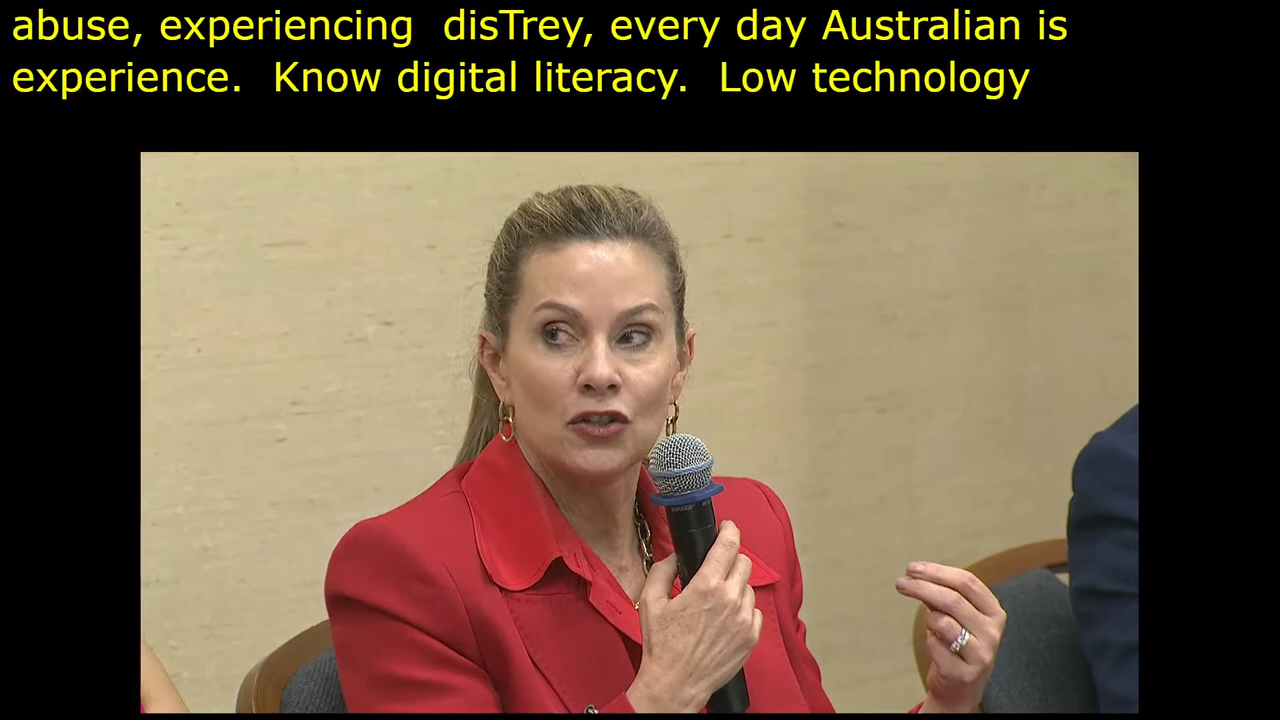 abuse, experiencing  disTrey, every day Australian is
experience.  Know digital literacy.  Low technology